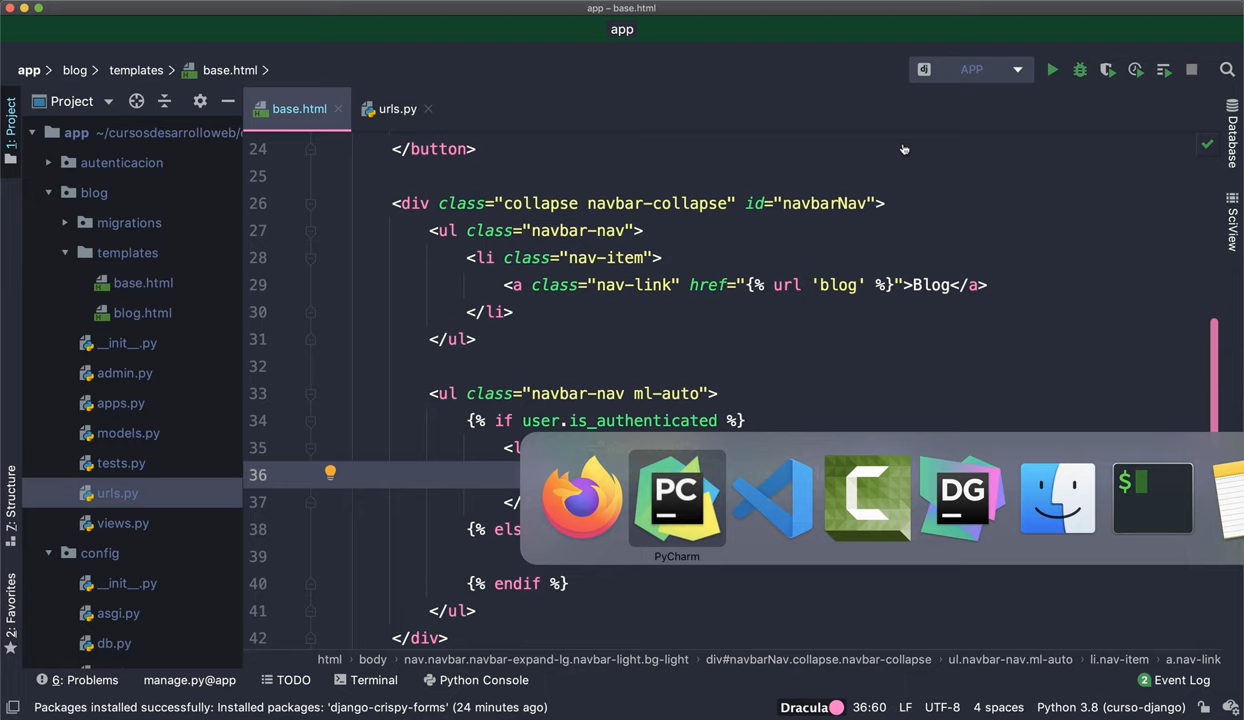 app – base.html
app
app
blog
templates
base.html
dj
APP
1: Project
Project
base.html
urls.py
Database
SciView
app ~/cursosdesarrolloweb/
autenticacion
blog
migrations
templates
base.html
blog.html
__init__.py
admin.py
apps.py
models.py
tests.py
urls.py
views.py
config
__init__.py
asgi.py
db.py
24 </button>
25
26 <div class="collapse navbar-collapse" id="navbarNav">
27 <ul class="navbar-nav">
28 <li class="nav-item">
29 <a class="nav-link" href="{% url 'blog' %}">Blog</a>
30 </li>
31 </ul>
32
33 <ul class="navbar-nav ml-auto">
34 {% if user.is_authenticated %}
35 <l
36
37 </
38 {% els
39
40 {% endif %}
41 </ul>
42 </div>
PC
DG
$
PyCharm
7: Structure
2: Favorites
html
body
nav.navbar.navbar-expand-lg.navbar-light.bg-light
div#navbarNav.collapse.navbar-collapse
ul.navbar-nav.ml-auto
li.nav-item
a.nav-link
6: Problems
manage.py@app
TODO
Terminal
Python Console
2 Event Log
Packages installed successfully: Installed packages: 'django-crispy-forms' (24 minutes ago)
Dracula
36:60
LF
UTF-8
4 spaces
Python 3.8 (curso-django)